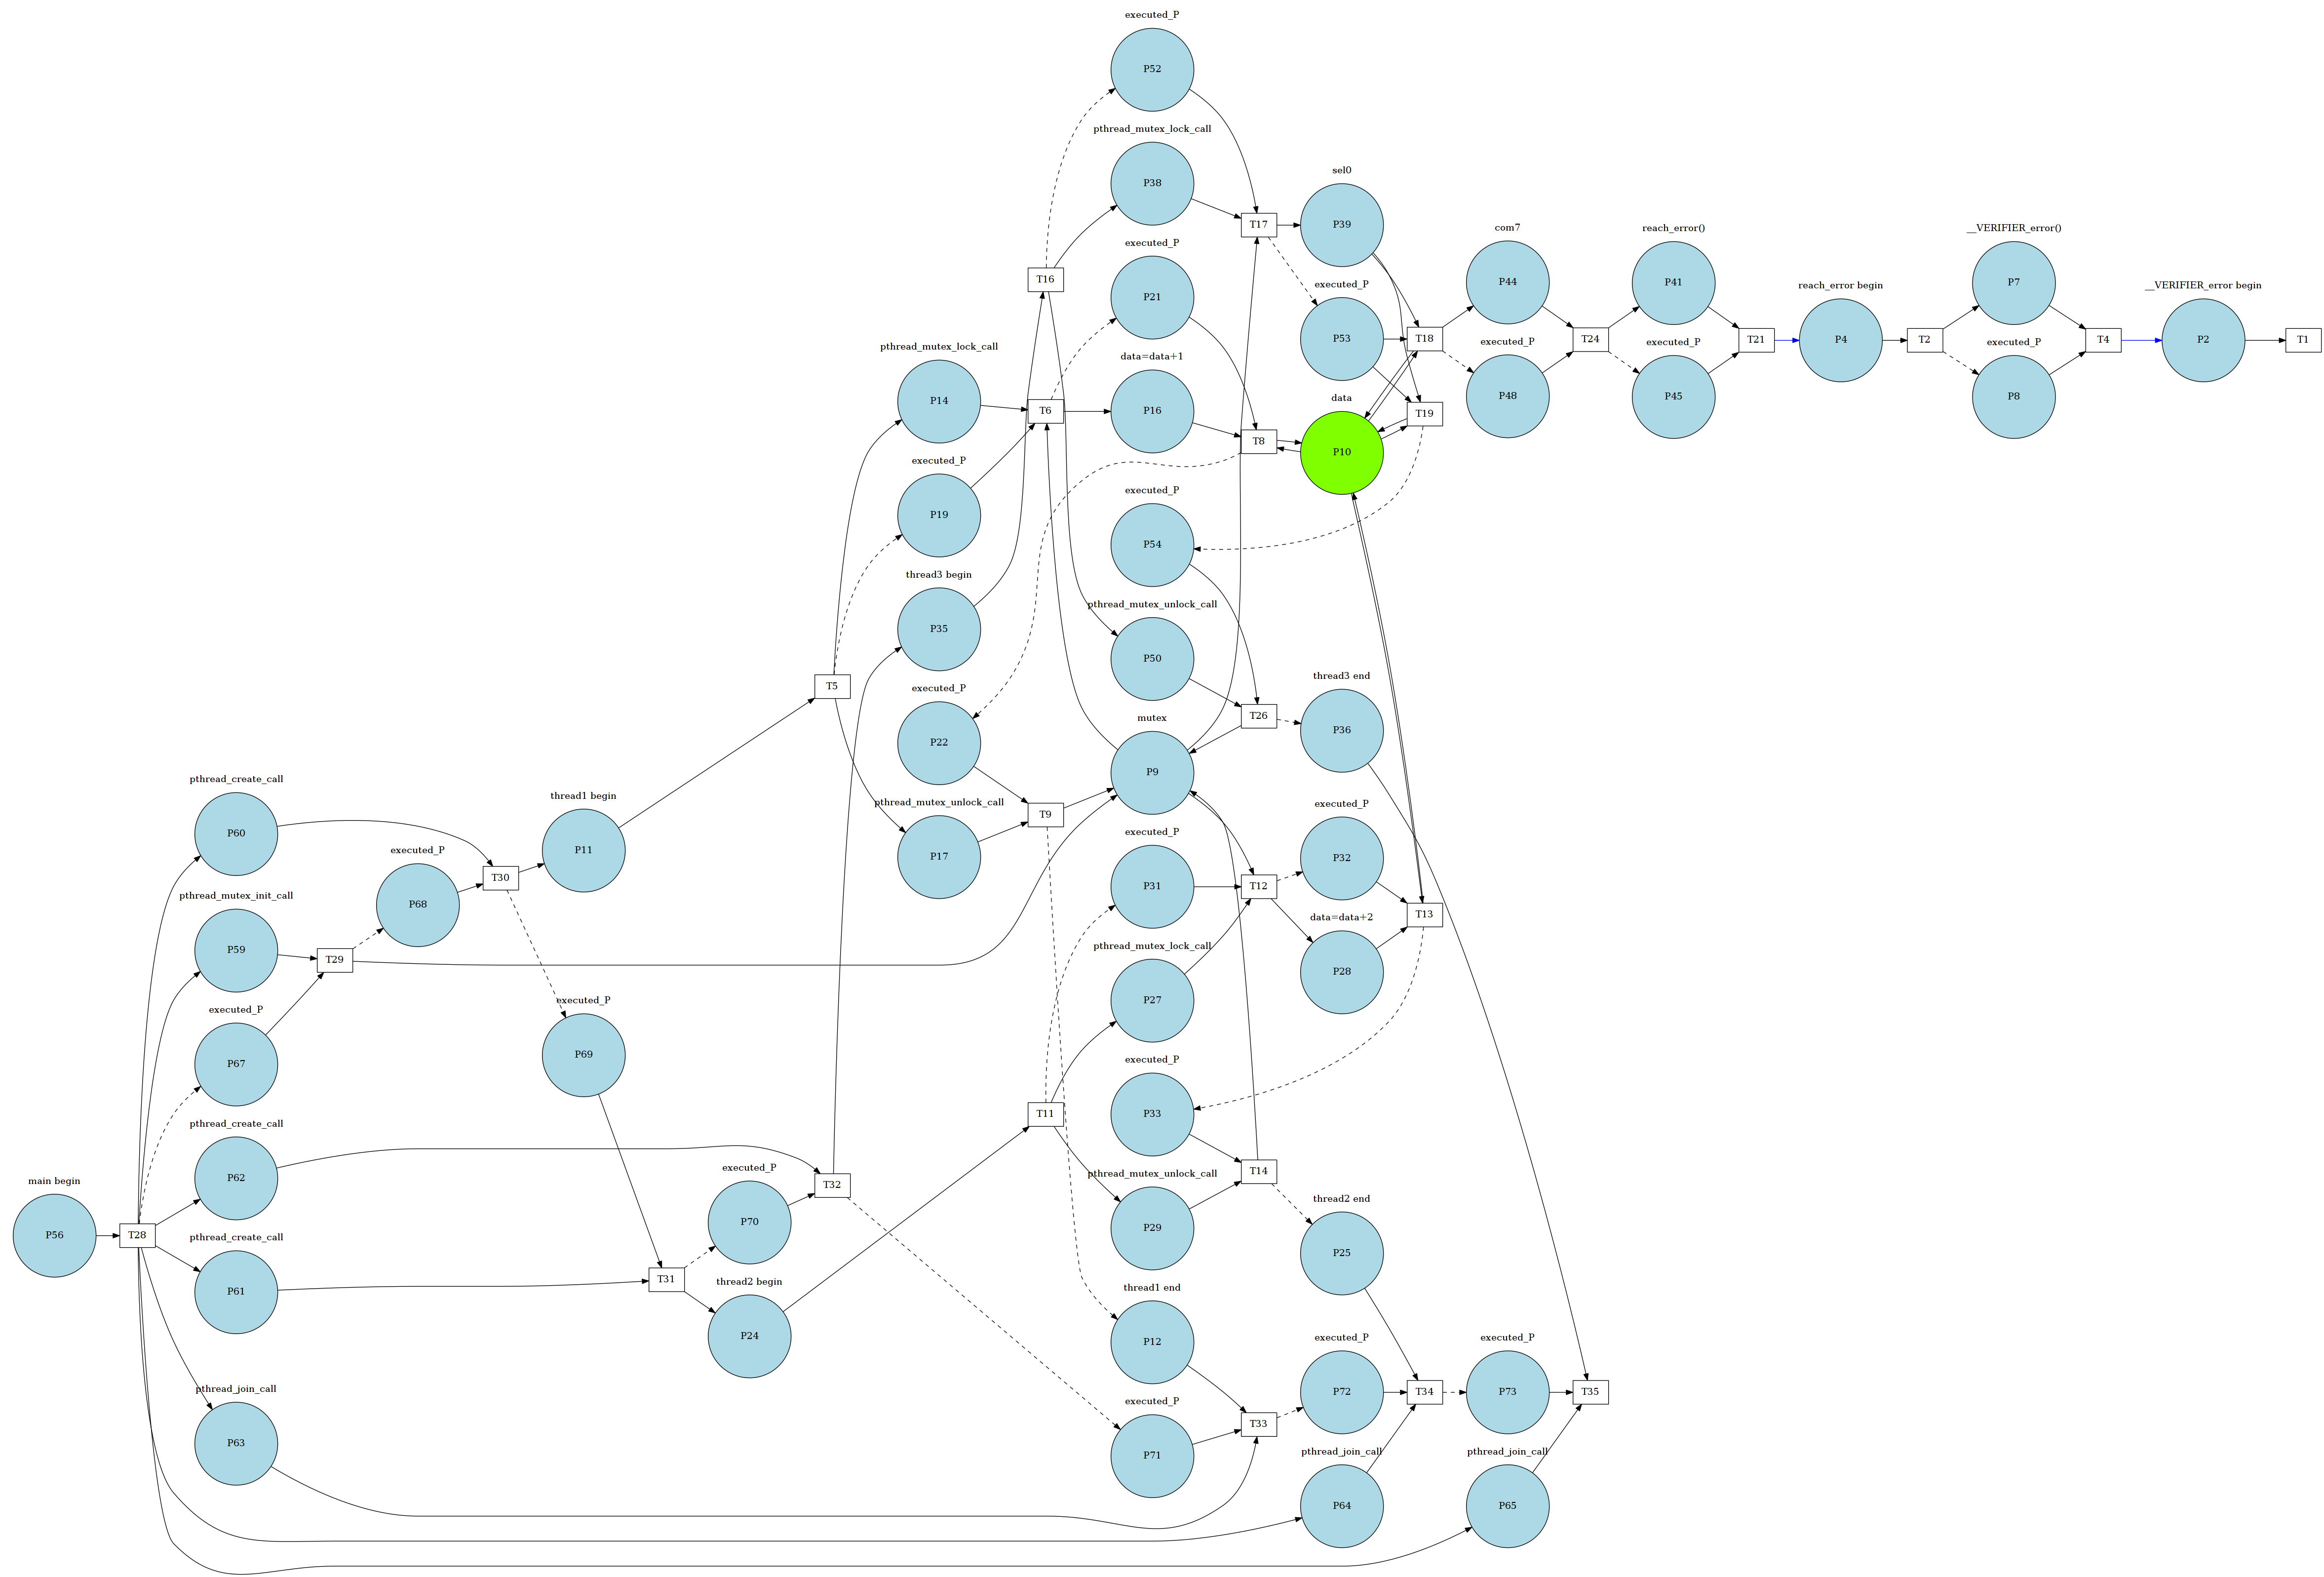 executed_P
P52
pthread_mutex_lock_call
P38
T17
sel0
P39
T16
executed_P
P21
executed_P
P53
T18
com7
P44
executed_P
P48
T24
reach_error()
P41
executed_P
P45
T21
reach_error begin
P4
T2
__VERIFIER_error()
P7
executed_P
P8
T4
__VERIFIER_error begin
P2
T1
pthread_mutex_lock_call
P14
T6
data=data+1
P16
T8
data
P10
T19
executed_P
P19
executed_P
P54
thread3 begin
P35
pthread_mutex_unlock_call
P50
T26
thread3 end
P36
T5
executed_P
P22
mutex
P9
pthread_mutex_unlock_call
P17
T9
executed_P
P31
T12
executed_P
P32
T13
data=data+2
P28
pthread_create_call
P60
thread1 begin
P11
executed_P
P68
T30
pthread_mutex_init_call
P59
T29
pthread_mutex_lock_call
P27
executed_P
P67
executed_P
P69
T11
executed_P
P33
T14
pthread_create_call
P62
executed_P
P70
T32
pthread_mutex_unlock_call
P29
main begin
P56
T28
pthread_create_call
P61
T31
thread2 begin
P24
thread2 end
P25
thread1 end
P12
executed_P
P72
T34
executed_P
P73
T35
pthread_join_call
P63
executed_P
P71
T33
pthread_join_call
P64
pthread_join_call
P65